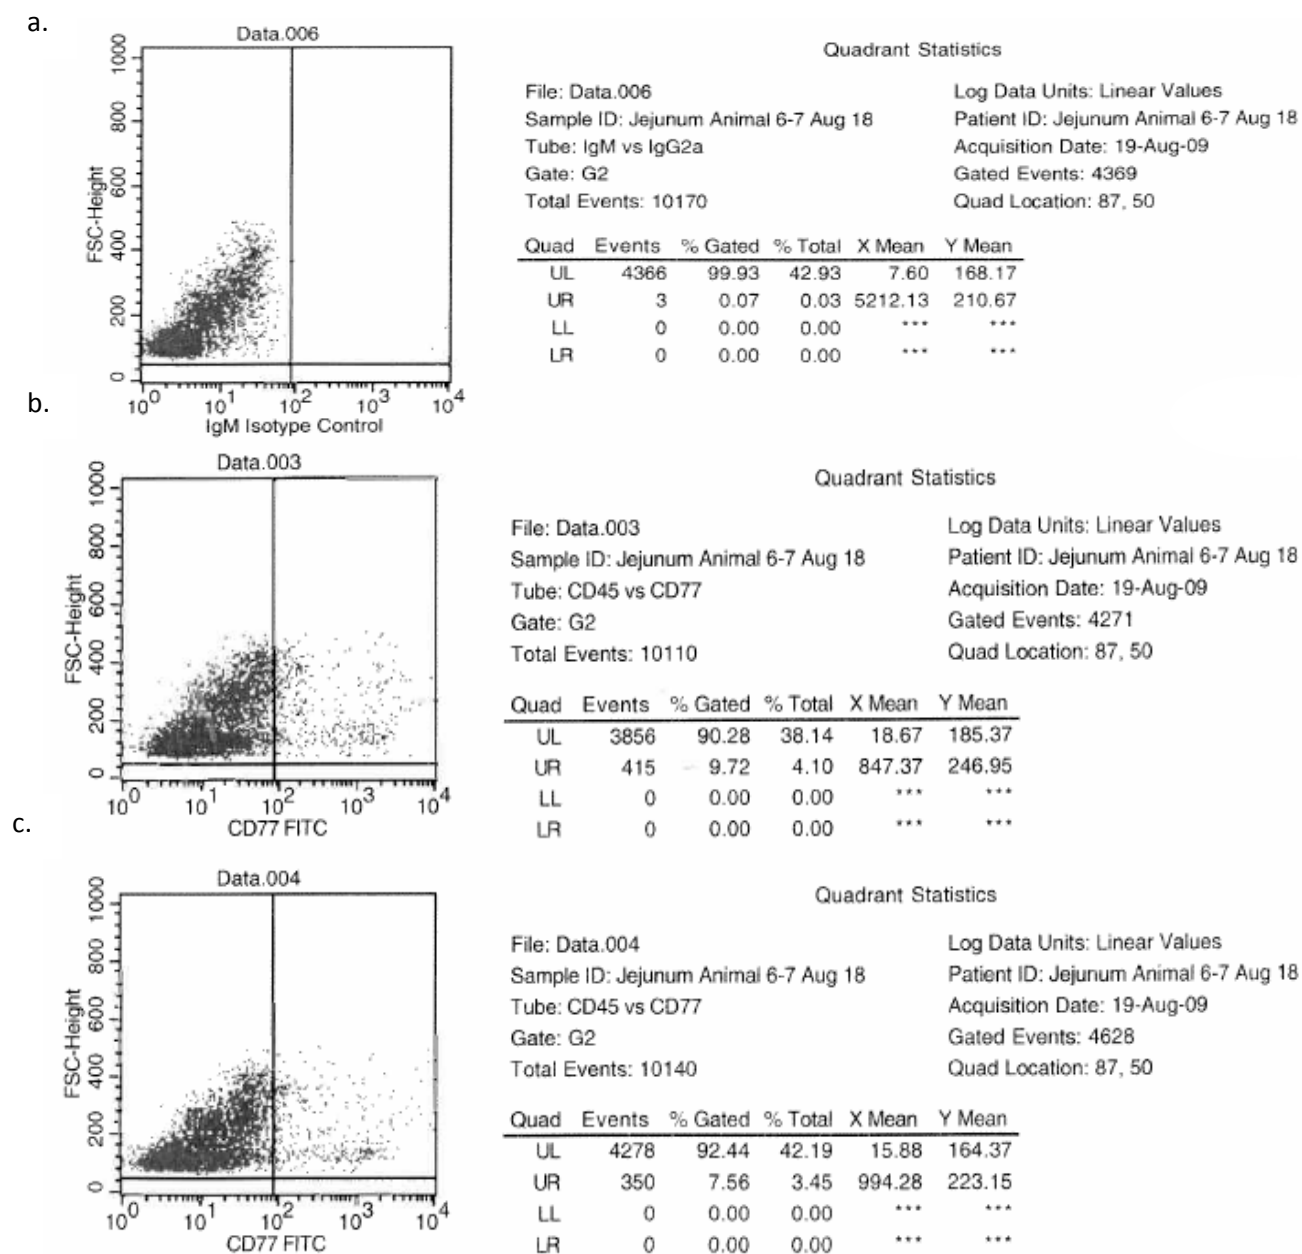 a.
Data.006
1000
800
600
400
200
0
FSC-Height
10^0 10^1 10^2 10^3 10^4
IgM Isotype Control
Quadrant Statistics
File: Data.006 Log Data Units: Linear Values
Sample ID: Jejunum Animal 6-7 Aug 18 Patient ID: Jejunum Animal 6-7 Aug 18
Tube: IgM vs IgG2a Acquisition Date: 19-Aug-09
Gate: G2 Gated Events: 4369
Total Events: 10170 Quad Location: 87, 50
Quad Events % Gated % Total X Mean Y Mean
UL 4366 99.93 42.93 7.60 168.17
UR 3 0.07 0.03 5212.13 210.67
LL 0 0.00 0.00 *** ***
LR 0 0.00 0.00 *** ***
b.
Data.003
1000
800
600
400
200
0
FSC-Height
10^0 10^1 10^2 10^3 10^4
CD77 FITC
Quadrant Statistics
File: Data.003 Log Data Units: Linear Values
Sample ID: Jejunum Animal 6-7 Aug 18 Patient ID: Jejunum Animal 6-7 Aug 18
Tube: CD45 vs CD77 Acquisition Date: 19-Aug-09
Gate: G2 Gated Events: 4271
Total Events: 10110 Quad Location: 87, 50
Quad Events % Gated % Total X Mean Y Mean
UL 3856 90.28 38.14 18.67 185.37
UR 415 9.72 4.10 847.37 246.95
LL 0 0.00 0.00 *** ***
LR 0 0.00 0.00 *** ***
c.
Data.004
1000
800
600
400
200
0
FSC-Height
10^0 10^1 10^2 10^3 10^4
CD77 FITC
Quadrant Statistics
File: Data.004 Log Data Units: Linear Values
Sample ID: Jejunum Animal 6-7 Aug 18 Patient ID: Jejunum Animal 6-7 Aug 18
Tube: CD45 vs CD77 Acquisition Date: 19-Aug-09
Gate: G2 Gated Events: 4628
Total Events: 10140 Quad Location: 87, 50
Quad Events % Gated % Total X Mean Y Mean
UL 4278 92.44 42.19 15.88 164.37
UR 350 7.56 3.45 994.28 223.15
LL 0 0.00 0.00 *** ***
LR 0 0.00 0.00 *** ***